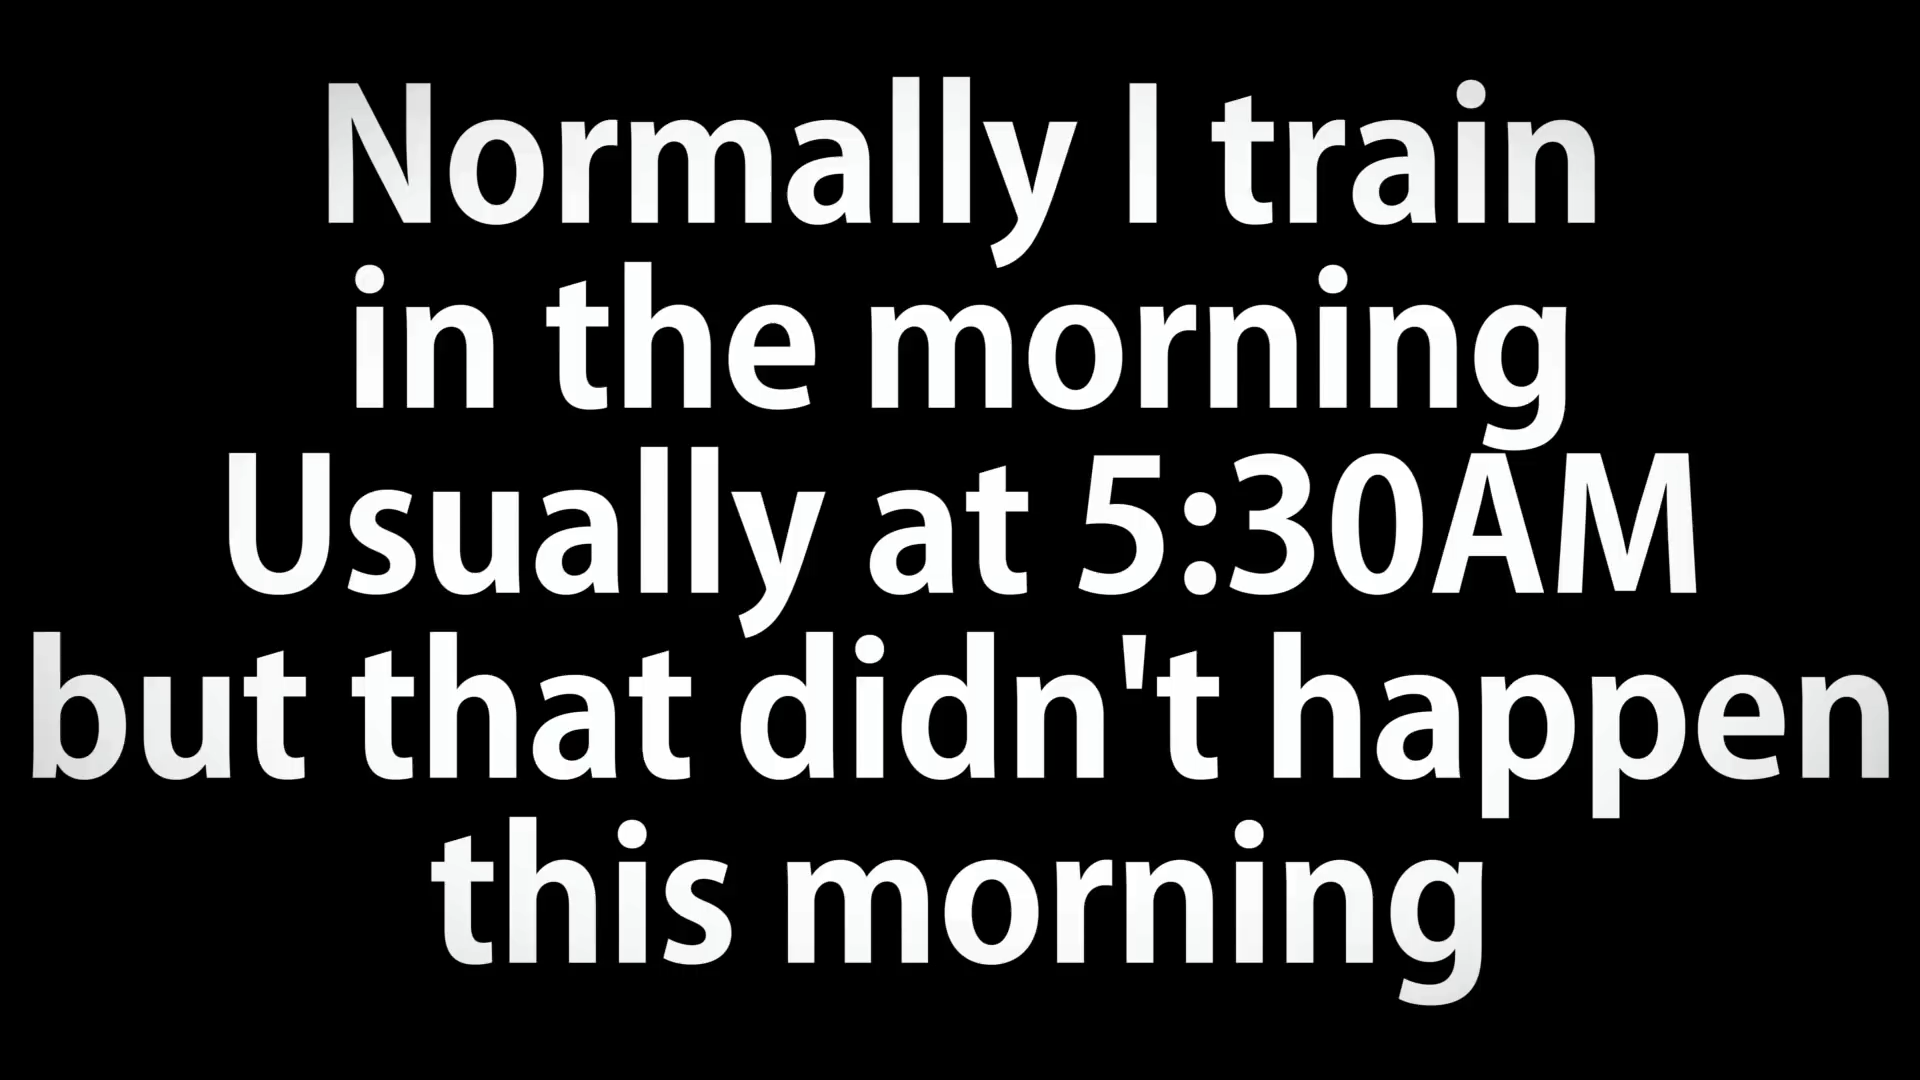 Normally I train
in the morning
Usually at 5:30AM
but that didn't happen
this morning